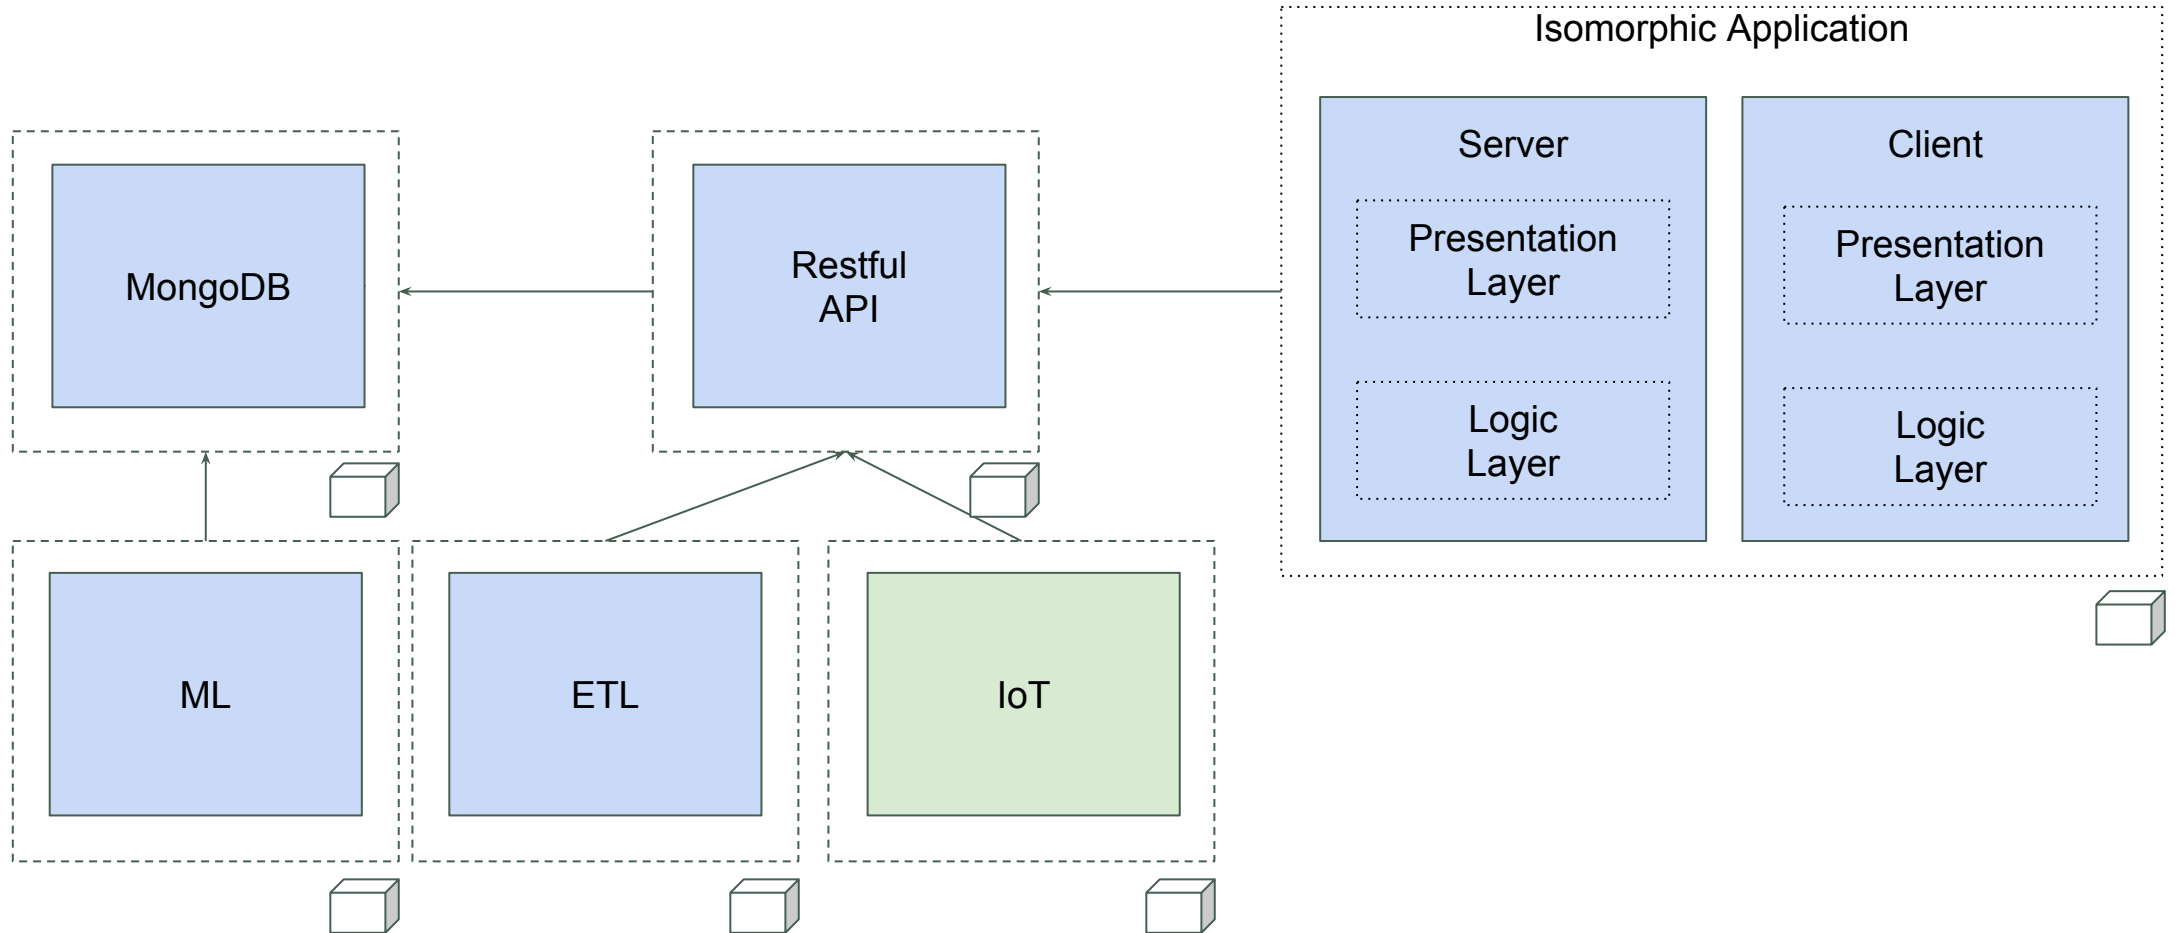 Isomorphic Application
MongoDB
Restful
API
Server
Presentation
Layer
Logic
Layer
Client
Presentation
Layer
Logic
Layer
ML
ETL
IoT